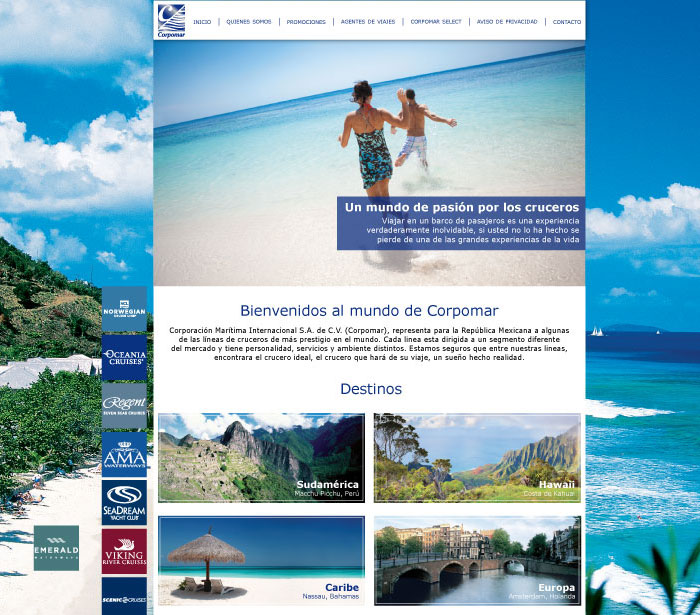 Corpomar
INICIO | QUIÉNES SOMOS | PROMOCIONES | AGENTES DE VIAJES | CORPOMAR SELECT | AVISO DE PRIVACIDAD | CONTACTO
Un mundo de pasión por los cruceros
Viajar en un barco de pasajeros es una experiencia
verdaderamente inolvidable, si usted no lo ha hecho se
pierde de una de las grandes experiencias de la vida
Bienvenidos al mundo de Corpomar
Corporación Marítima Internacional S.A. de C.V. (Corpomar), representa para la República Mexicana a algunas
de las líneas de cruceros de más prestigio en el mundo. Cada linea esta dirigida a un segmento diferente
del mercado y tiene personalidad, servicios y ambiente distintos. Estamos seguros que entre nuestras lineas,
encontrara el crucero ideal, el crucero que hará de su viaje, un sueño hecho realidad.
Destinos
Sudamérica
Macchu Picchu, Perú
Hawaii
Costa de Kahuai
Caribe
Nassau, Bahamas
Europa
Amsterdam, Holanda
NORWEGIAN
CRUISE LINE
OCEANIA
CRUISES
Regent
SEVEN SEAS CRUISES
AMA
WATERWAYS
SEADREAM
YACHT CLUB
EMERALD
WATERWAYS
VIKING
RIVER CRUISES
SCENIC CRUISES